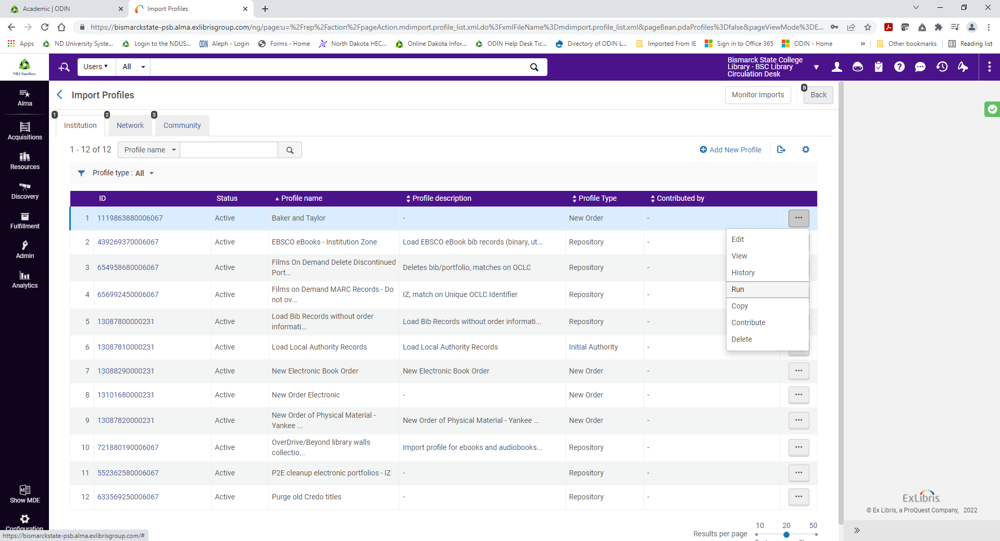 Academic | ODIN
Import Profiles
https://bismarckstate-psb.alma.exlibrisgroup.com/ng/page;u=%2Frep%2Faction%2FpageAction.mdimport.profile_list.xml.do%3FxmlFileName%3Dmdimport.profile_list.xml&pageBean.pdaProfiles%3Dfalse&pageViewMode%3DE...
Apps ND University Syste... Login to the NDUS... ODIN Aleph - Login Forms - Home North Dakota HEC... Online Dakota Infor... ODIN Help Desk Tic... Directory of ODIN L... Imported From IE Sign in to Office 365 ODIN - Home » Other bookmarks Reading list
NBJ Sandbox
Users All
Bismarck State College
Library - BSC Library
Circulation Desk
Alma
Acquisitions
Resources
Discovery
Fulfillment
Admin
Analytics
Show MDE
Configuration
Import Profiles
Monitor Imports
B
Back
1 2 3
Institution Network Community
1 - 12 of 12 Profile name
Add New Profile
Profile type : All
ID Status Profile name Profile description Profile Type Contributed by
1 1119863880006067 Active Baker and Taylor - New Order - ...
2 439269370006067 Active EBSCO eBooks - Institution Zone Load EBSCO eBook bib records (binary, ut... Repository -
3 654958680006067 Active Films On Demand Delete Discontinued
Port... Deletes bib/portfolio, matches on OCLC Repository -
4 656992450006067 Active Films on Demand MARC Records - Do
not ov... IZ, match on Unique OCLC Identifier Repository -
5 13087800000231 Active Load Bib Records without order
informati... Load Bib Records without order informati... Repository -
6 13087810000231 Active Load Local Authority Records Load Local Authority Records Initial Authority -
7 13088290000231 Active New Electronic Book Order New Electronic Book Order New Order - ...
8 13101680000231 Active New Order Electronic - New Order - ...
9 13087820000231 Active New Order of Physical Material -
Yankee ... New Order of Physical Material - Yankee ... New Order - ...
10 721880190006067 Active OverDrive/Beyond library walls
collectio... Import profile for ebooks and audiobooks... Repository - ...
11 552362580006067 Active P2E cleanup electronic portfolios - IZ - Repository - ...
12 633569250006067 Active Purge old Credo titles - Repository - ...
Edit
View
History
Run
Copy
Contribute
Delete
10 20 50
Results per page
ExLibris
© Ex Libris, a ProQuest Company, 2022
https://bismarckstate-psb.alma.exlibrisgroup.com/#